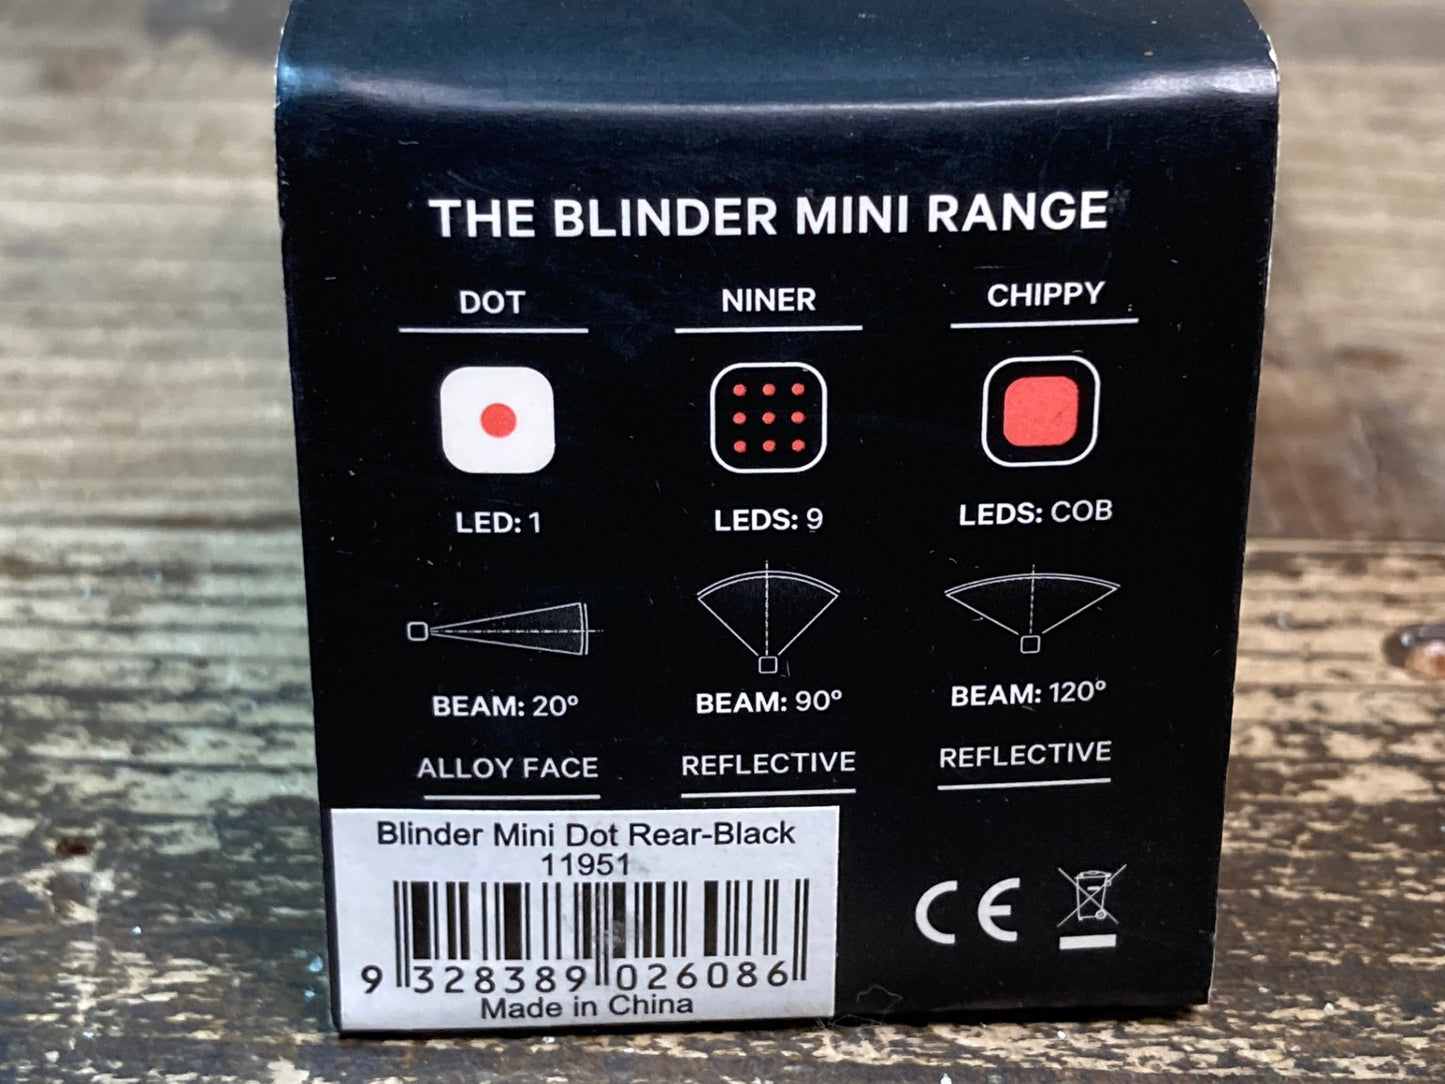 THE BLINDER MINI RANGE
DOT NINER CHIPPY
LED: 1 LEDS: 9 LEDS: COB
BEAM: 20° BEAM: 90° BEAM: 120°
ALLOY FACE REFLECTIVE REFLECTIVE
Blinder Mini Dot Rear-Black
11951
9 328389 026086
Made in China
CE